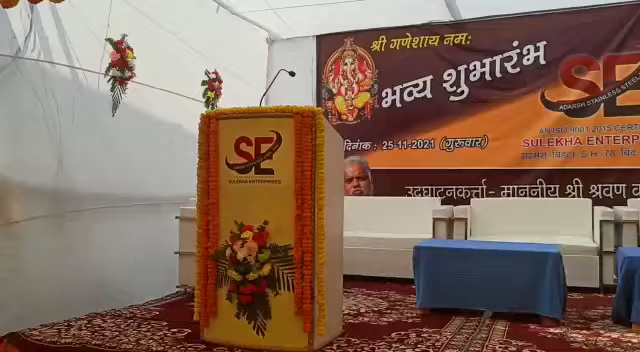 श्री गणेशाय नमः
भव्य शुभारंभ
SE
ADARSH STAINLESS STEEL
AN ISO 9001:2015 CERT
दिनांक : 25-11-2021 (गुरूवार)
SULEKHA ENTERP
उद्घाटनकर्त्ता- माननीय श्री श्रवण
SE
SULEKHA ENTERPRISES